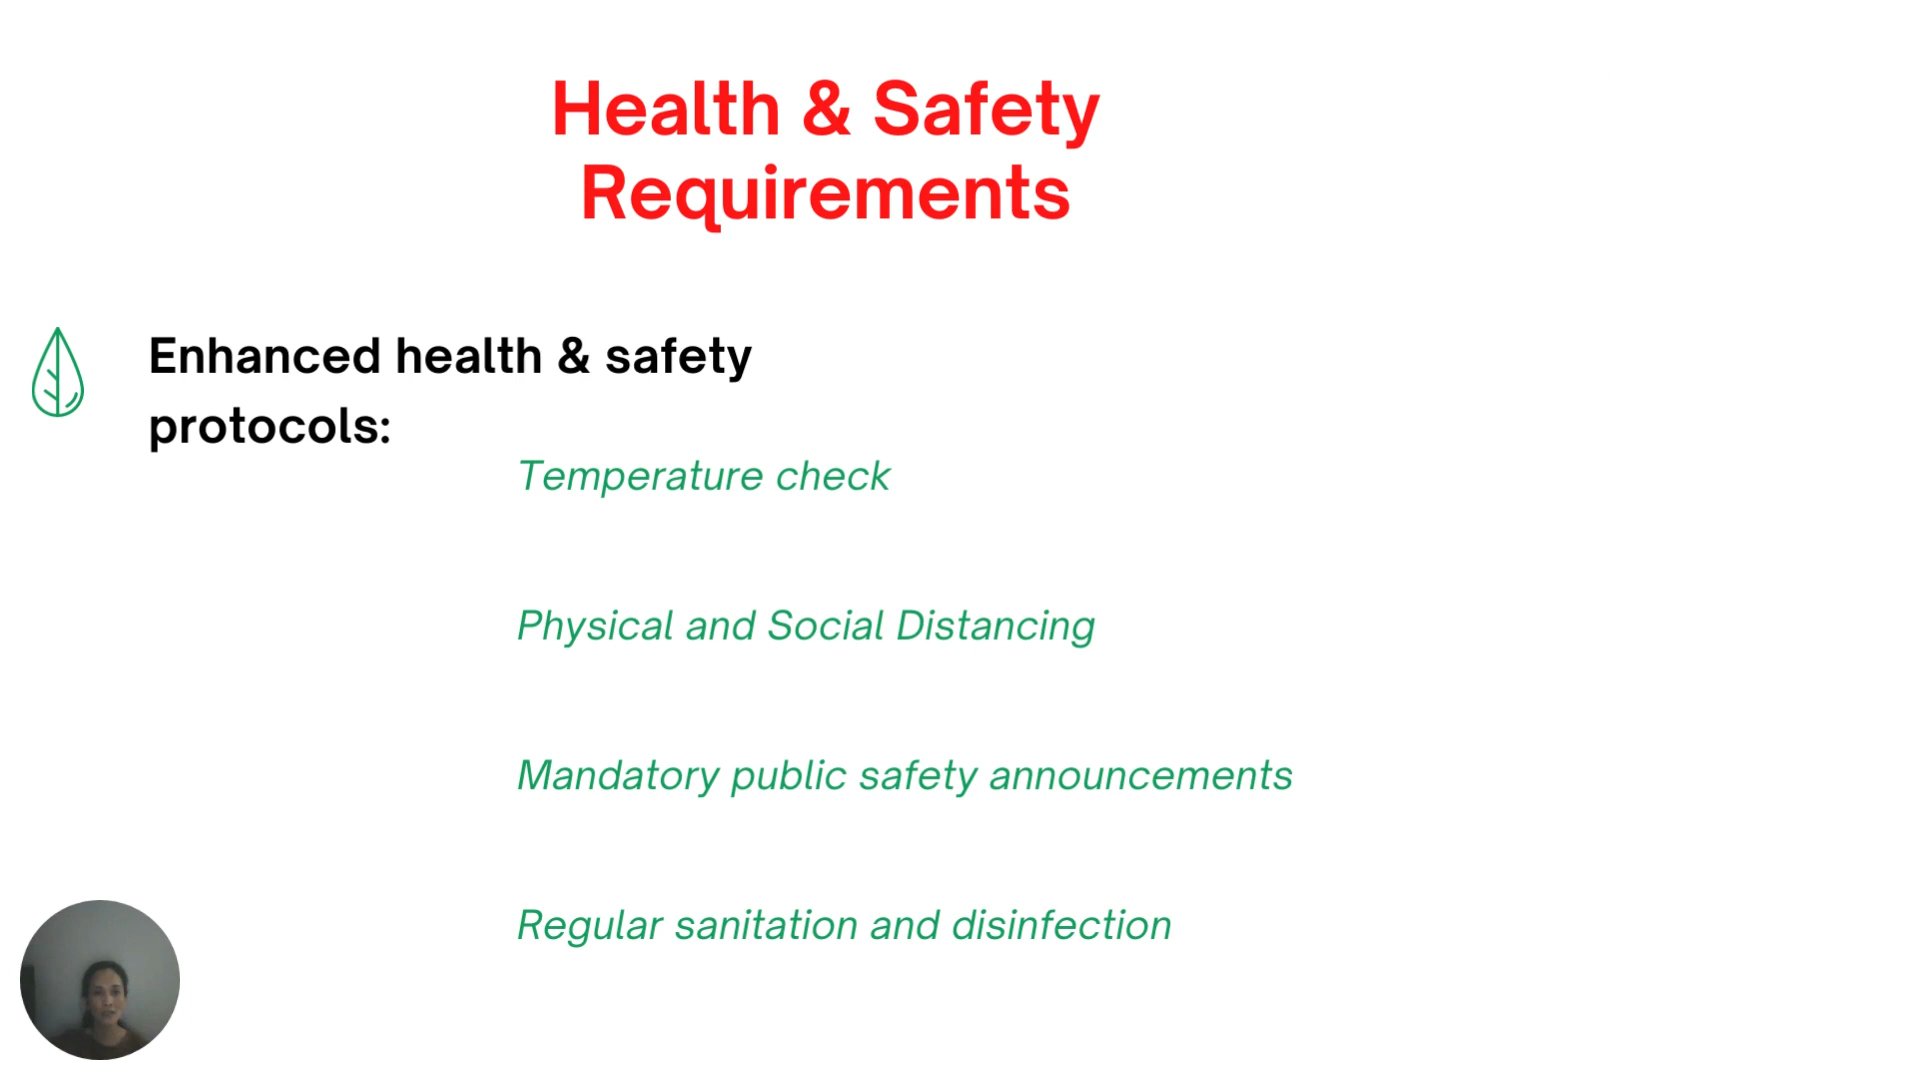 Health & Safety
Requirements
Enhanced health & safety
protocols:
Temperature check
Physical and Social Distancing
Mandatory public safety announcements
Regular sanitation and disinfection